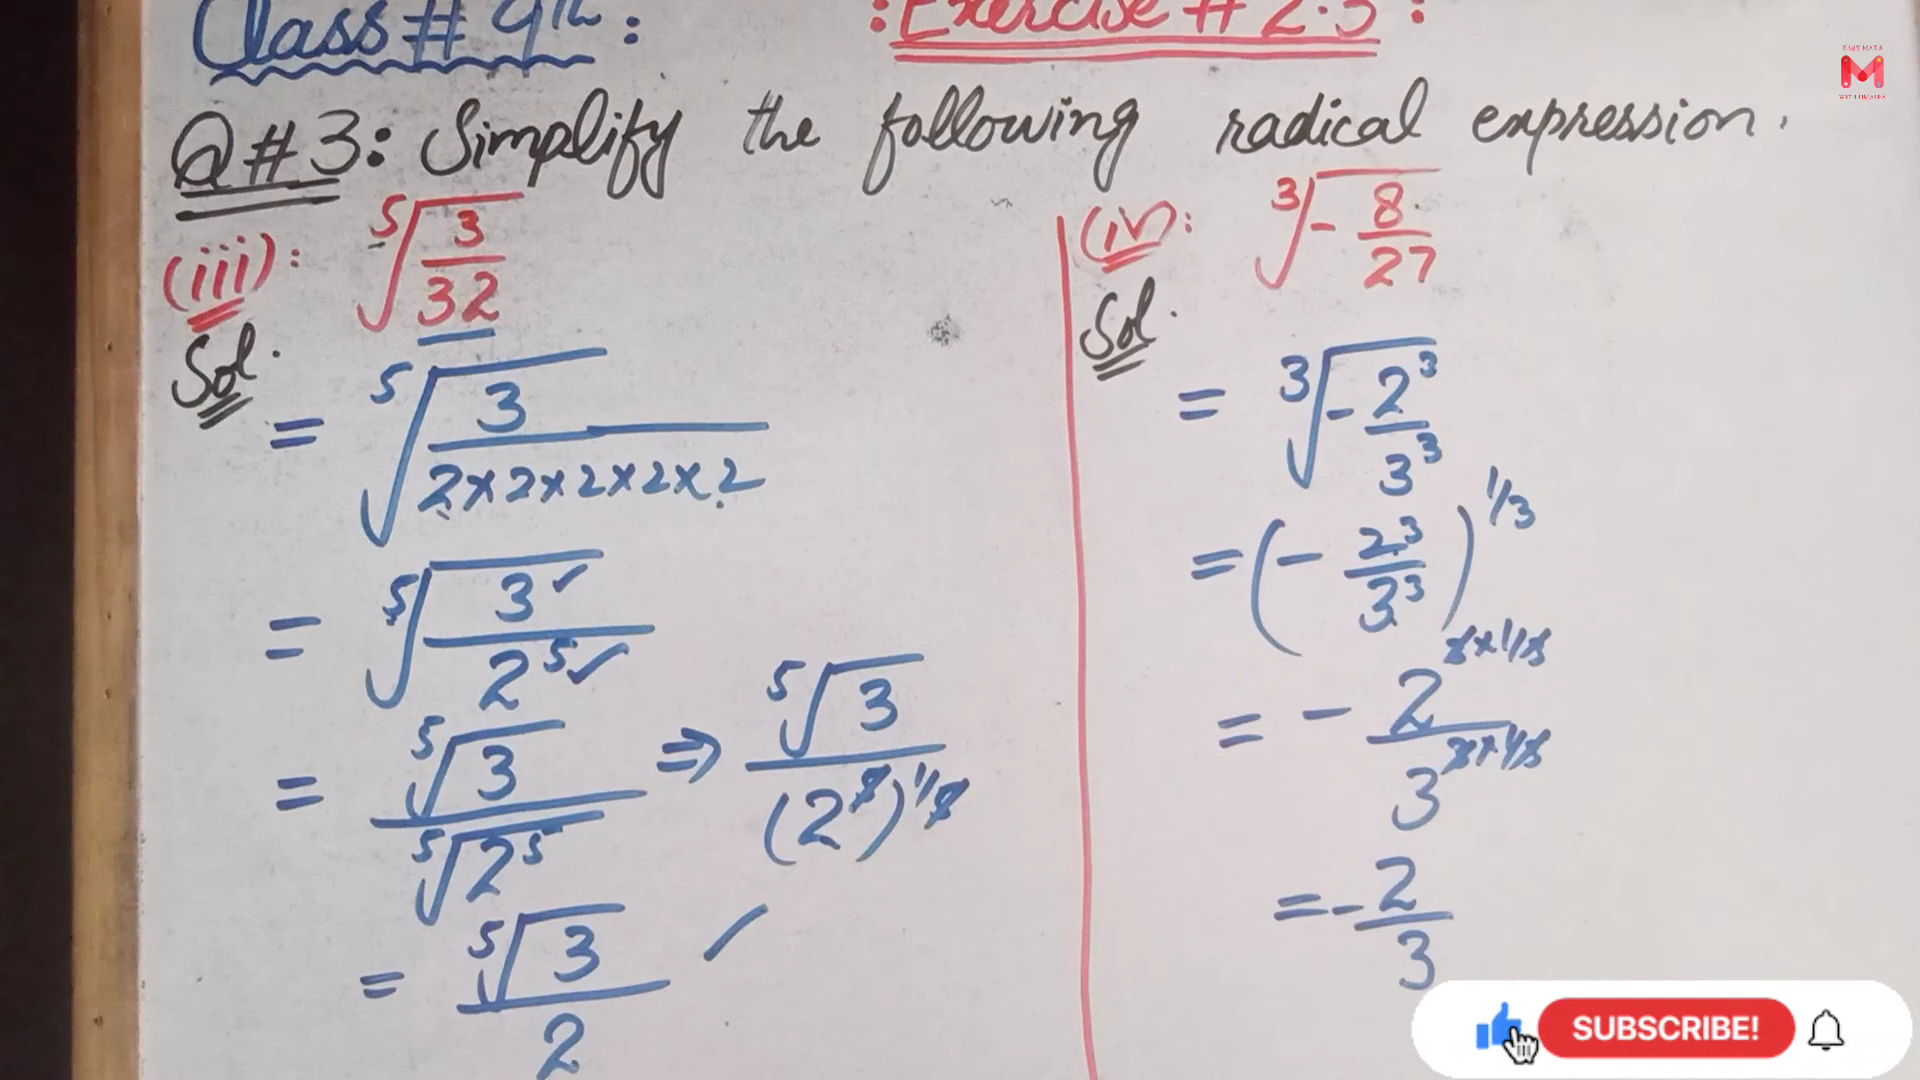 Class # 9th :
: Exercise # 2.3 :
EASY MATH
M
Q#3: Simplify the following radical expression.
(iii): ⁵√(3/32)
Sol.
= ⁵√(3/(2×2×2×2×2))
= ⁵√(3/2⁵)
= ⁵√3/⁵√2⁵ ⇒ ⁵√3/(2⁵)^1/5
= ⁵√3/2
(iv): ³√(-8/27)
Sol.
= ³√(-2³/3³)
= (-2³/3³)^1/3
= -2^(3×1/3)/3^(3×1/3)
= -2/3
SUBSCRIBE!